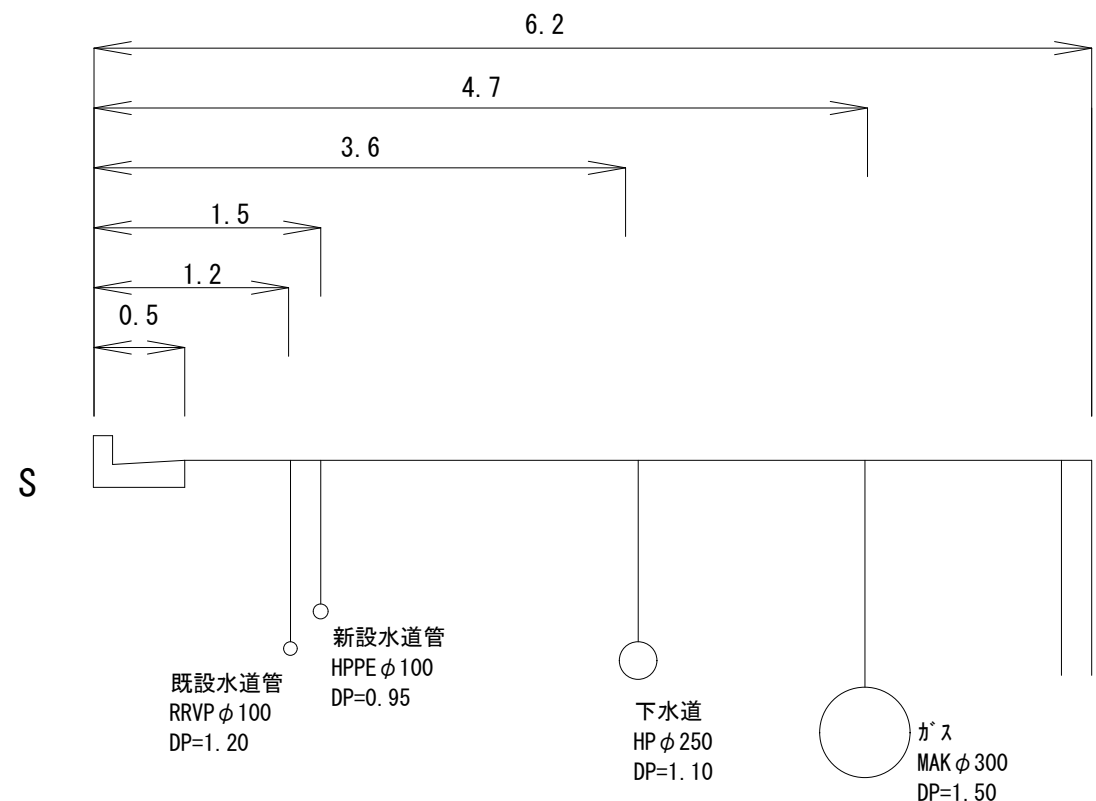 6.2
4.7
3.6
1.5
1.2
0.5
S
新設水道管
HPPEφ100
DP=0.95
既設水道管
RRVPφ100
DP=1.20
下水道
HPφ250
DP=1.10
ｶﾞｽ
MAKφ300
DP=1.50